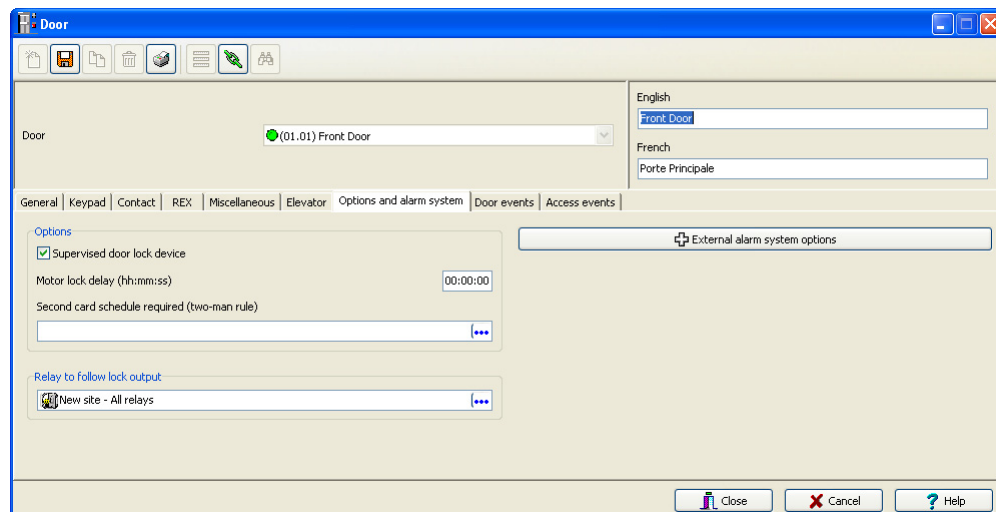 Door
English
Front Door
Door
(01.01) Front Door
French
Porte Principale
General
Keypad
Contact
REX
Miscellaneous
Elevator
Options and alarm system
Door events
Access events
Options
Supervised door lock device
Motor lock delay (hh:mm:ss)
00:00:00
Second card schedule required (two-man rule)
External alarm system options
Relay to follow lock output
New site - All relays
Close
Cancel
Help